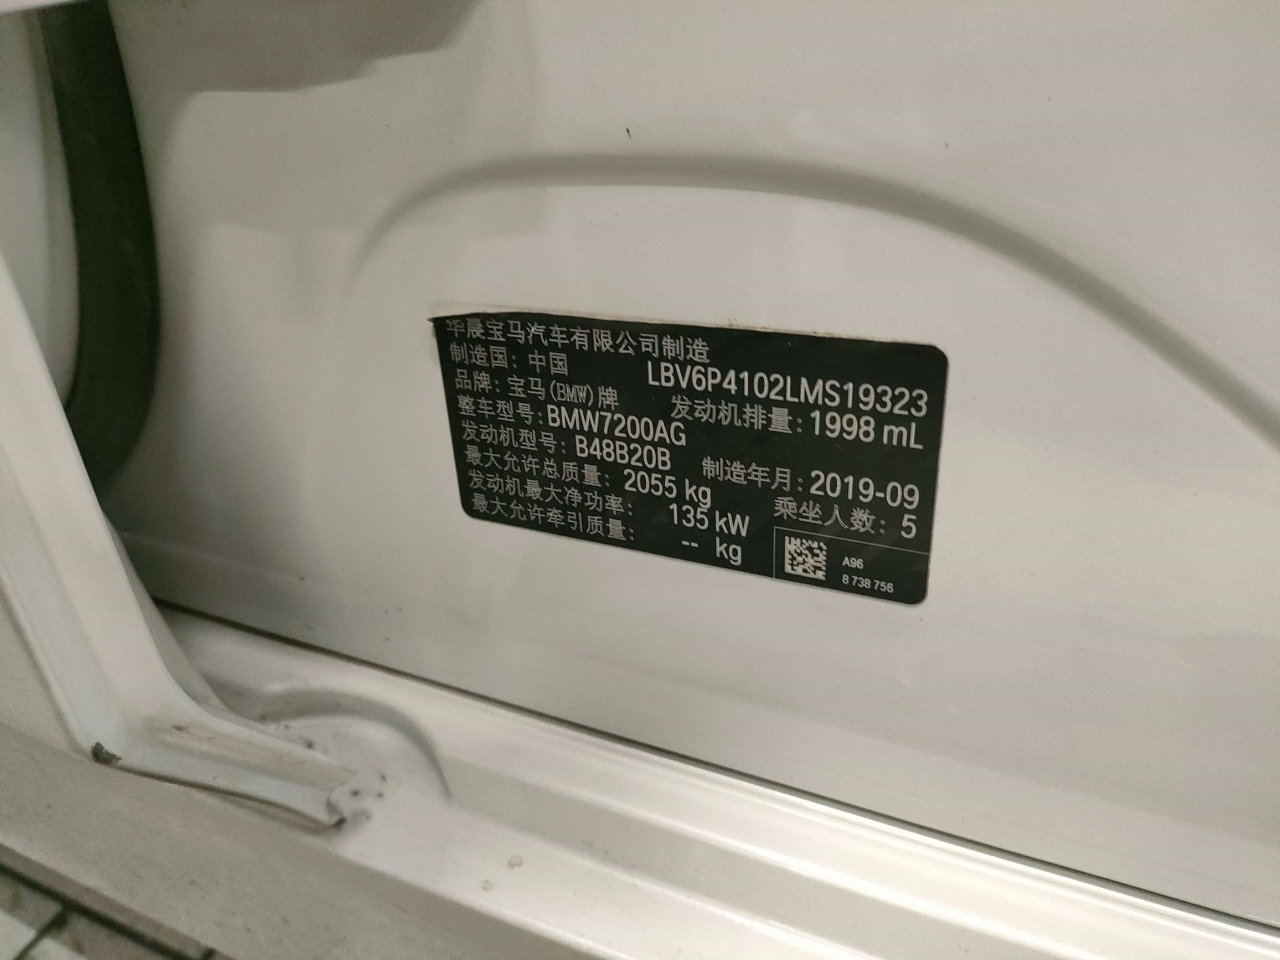 华晨宝马汽车有限公司制造
制造国：中国 LBV6P4102LMS19323
品牌：宝马(BMW)牌 发动机排量：1998 mL
整车型号：BMW7200AG
发动机型号：B48B20B 制造年月：2019-09
最大允许总质量：2055 kg 乘坐人数：5
发动机最大净功率：135 kW
最大允许牵引质量：-- kg
A96
8 738 756